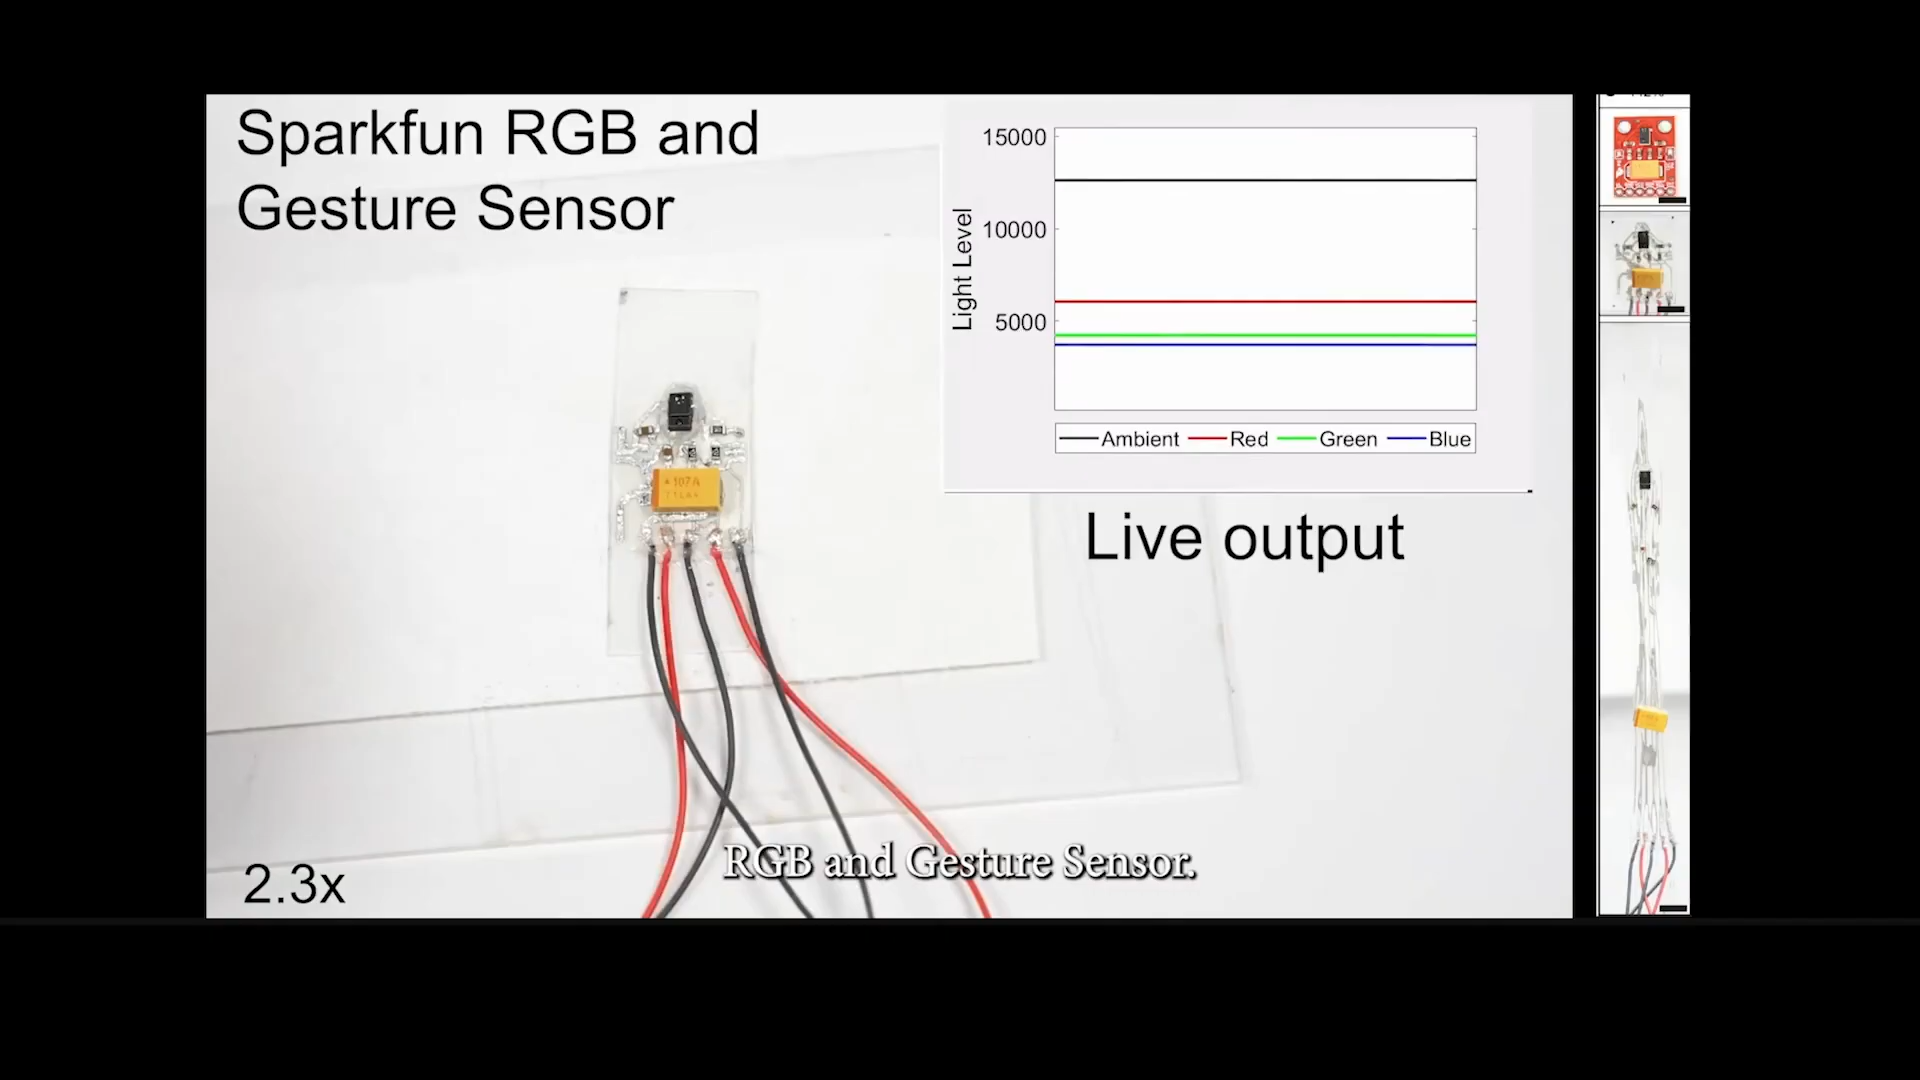 Sparkfun RGB and
Gesture Sensor
15000
10000
5000
Light Level
Ambient Red Green Blue
Live output
107A
RGB and Gesture Sensor.
2.3x